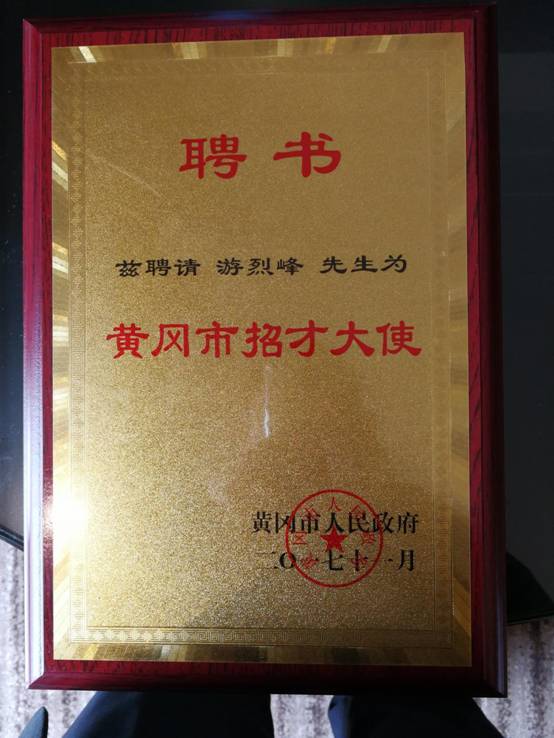 聘书
兹聘请 游烈峰 先生为
黄冈市招才大使
黄冈市人民政府
二〇一七十一月